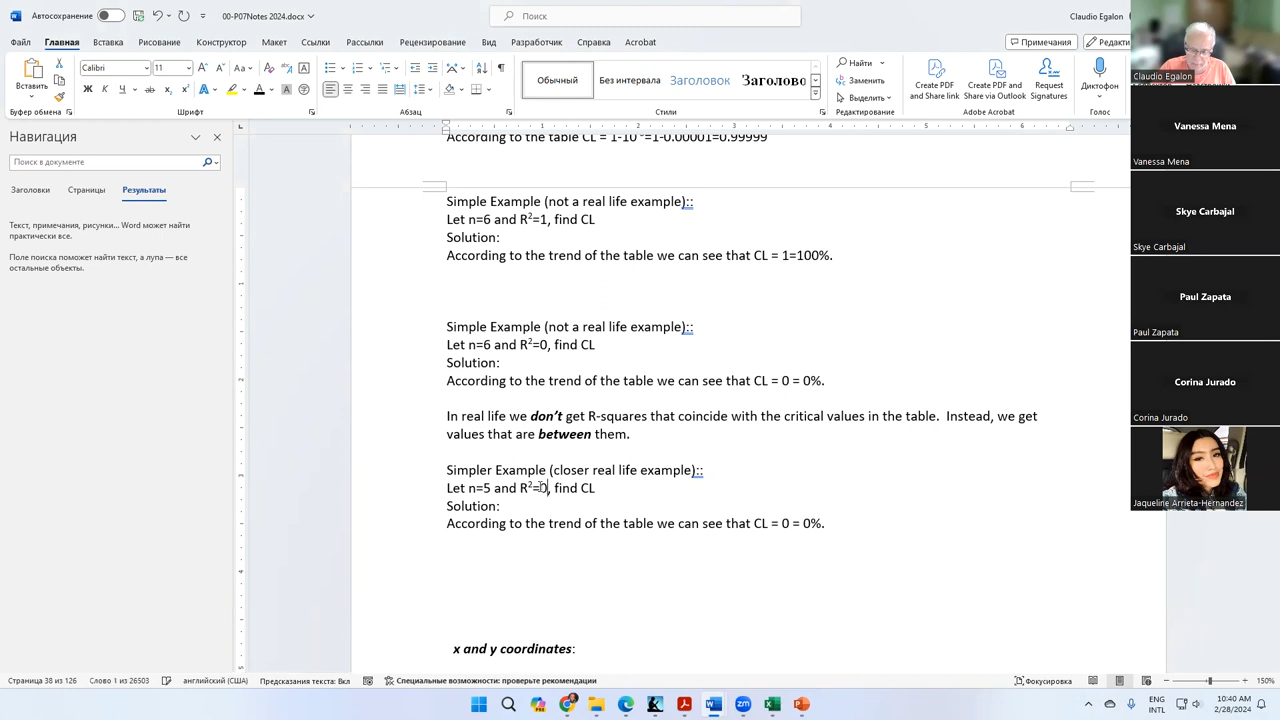 Автосохранение
00-P07Notes 2024.docx
Поиск
Claudio Egalon
Файл Главная Вставка Рисование Конструктор Макет Ссылки Рассылки Рецензирование Вид Разработчик Справка Acrobat
Примечания
Вставить
Calibri
11
Обычный
Без интервала
Заголовок
Заголово
Найти
Заменить
Выделить
Create PDF and Share link
Create PDF and Share via Outlook
Request Signatures
Диктофон
Буфер обмена
Шрифт
Абзац
Стили
Редактирование
Adobe Acrobat
Голос
Навигация
Поиск в документе
Заголовки Страницы Результаты
Текст, примечания, рисунки... Word может найти
практически все.
Поле поиска поможет найти текст, а лупа — все
остальные объекты.
Simple Example (not a real life example)::
Let n=6 and R²=1, find CL
Solution:
According to the trend of the table we can see that CL = 1=100%.
Simple Example (not a real life example)::
Let n=6 and R²=0, find CL
Solution:
According to the trend of the table we can see that CL = 0 = 0%.
In real life we don't get R-squares that coincide with the critical values in the table. Instead, we get
values that are between them.
Simpler Example (closer real life example)::
Let n=5 and R²=0, find CL
Solution:
According to the trend of the table we can see that CL = 0 = 0%.
x and y coordinates:
Claudio Egalon
Vanessa Mena
Vanessa Mena
Skye Carbajal
Skye Carbajal
Paul Zapata
Paul Zapata
Corina Jurado
Corina Jurado
Jaqueline Arrieta-Hernandez
Страница 38 из 126
Слово 1 из 26503
английский (США)
Предсказания текста: Вкл
Специальные возможности: проверьте рекомендации
Фокусировка
150%
ENG
INTL
10:40 AM
2/28/2024